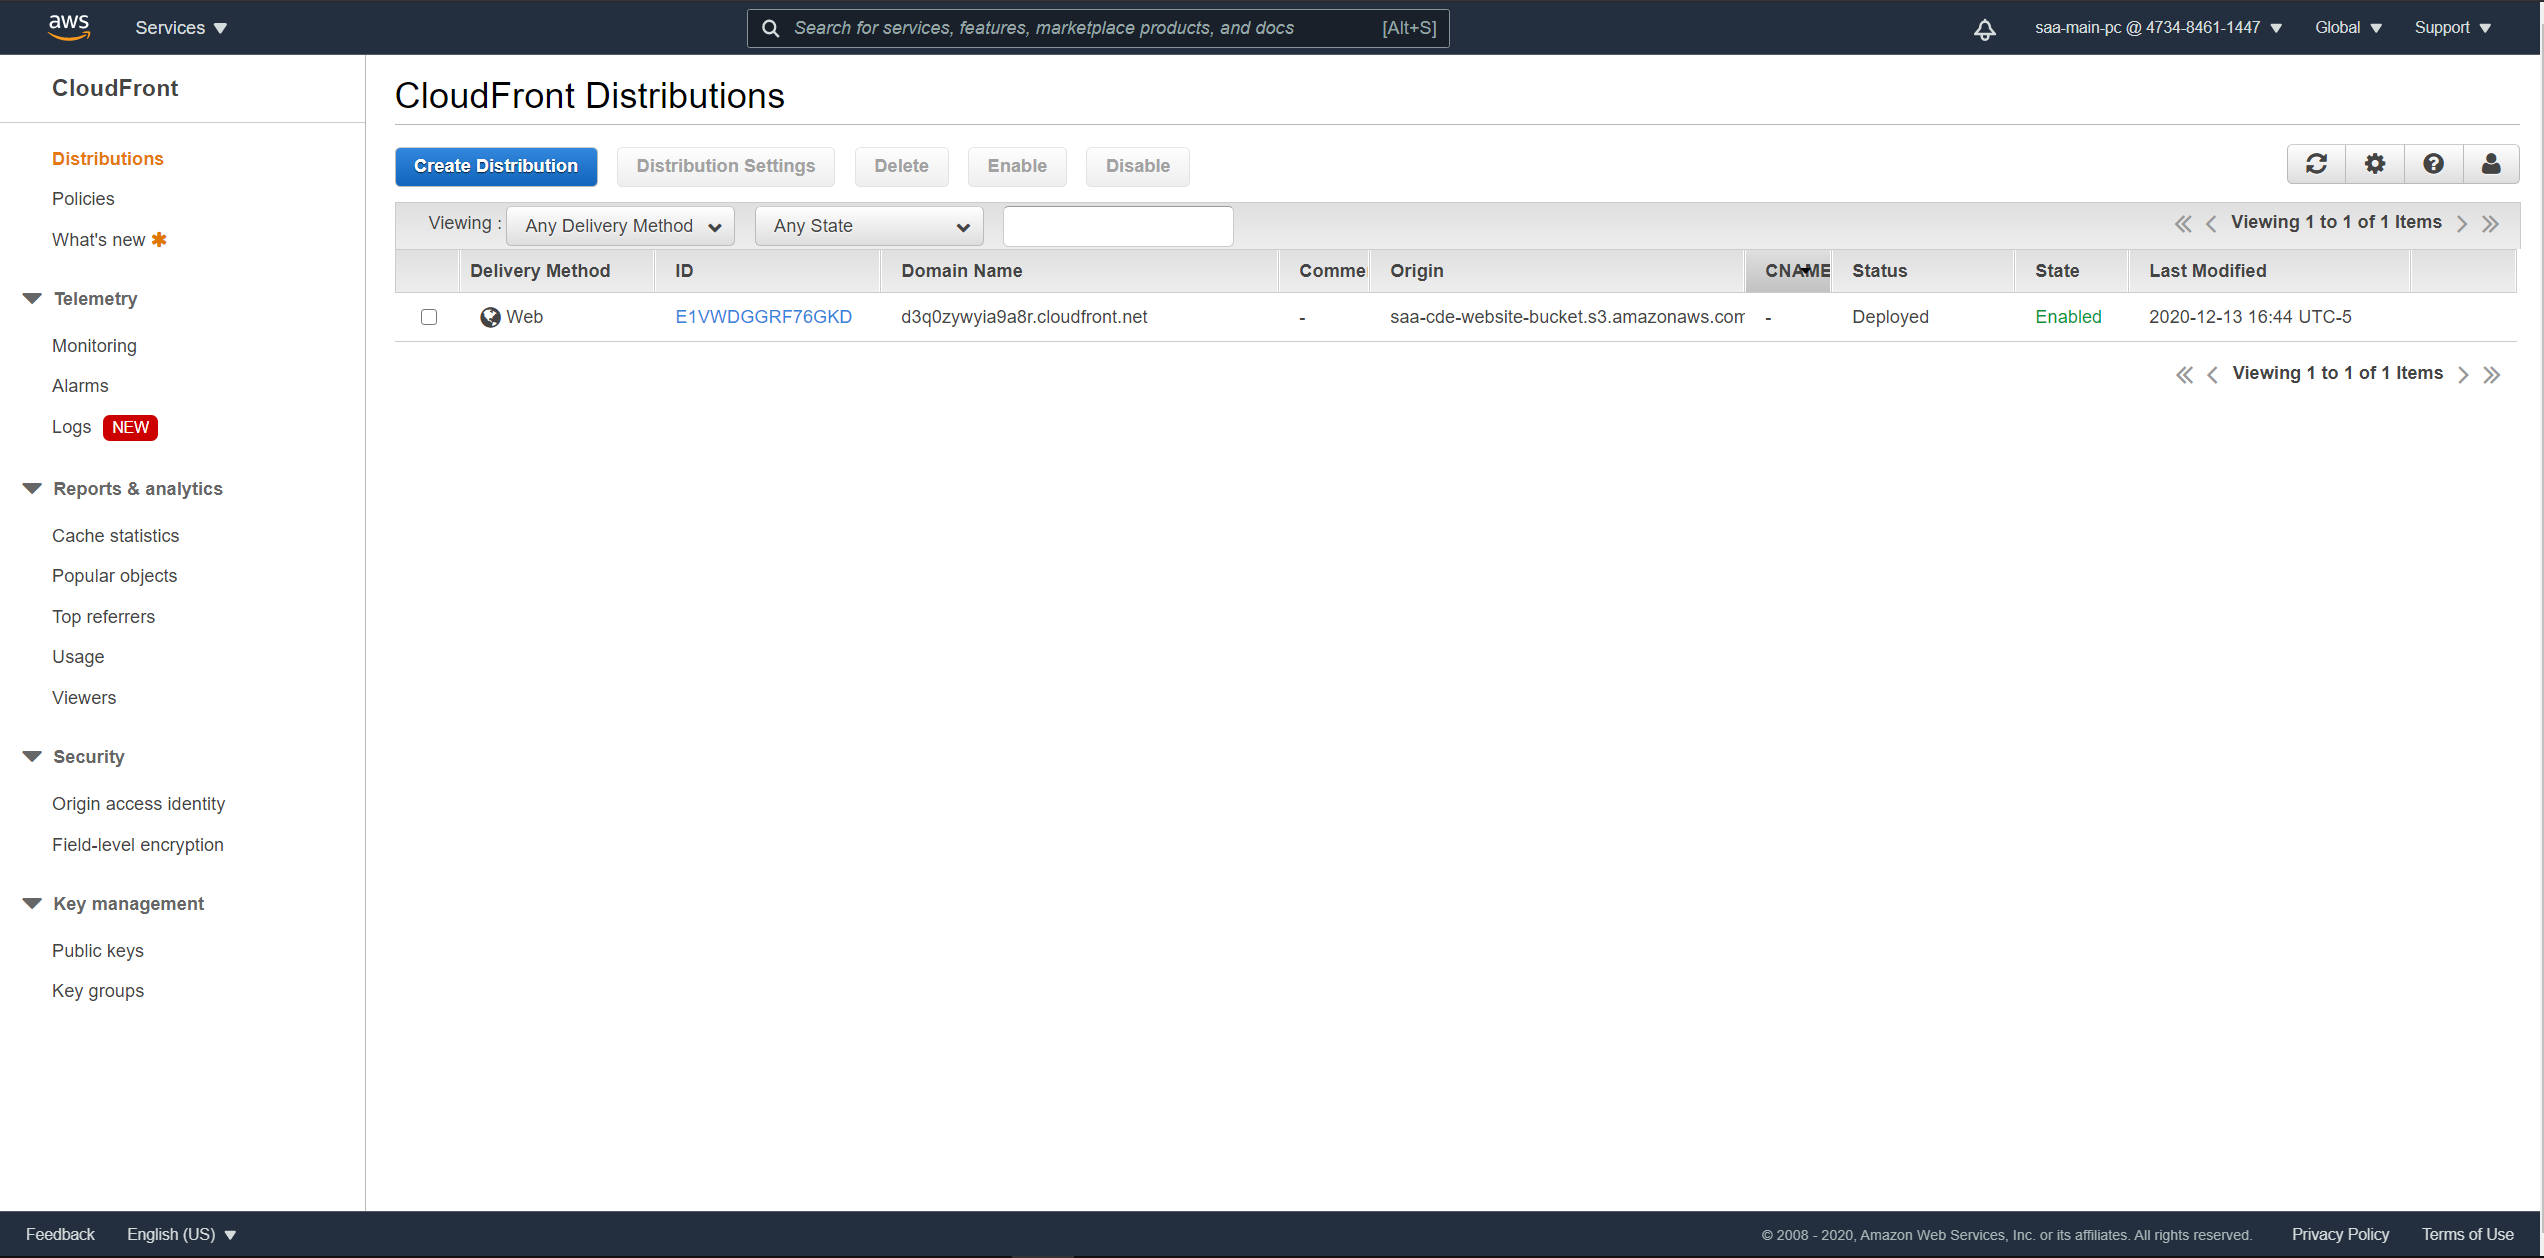 aws Services Search for services, features, marketplace products, and docs [Alt+S] saa-main-pc @ 4734-8461-1447 Global Support
CloudFront
Distributions
Policies
What's new
Telemetry
Monitoring
Alarms
Logs NEW
Reports & analytics
Cache statistics
Popular objects
Top referrers
Usage
Viewers
Security
Origin access identity
Field-level encryption
Key management
Public keys
Key groups
CloudFront Distributions
Create Distribution Distribution Settings Delete Enable Disable
Viewing : Any Delivery Method Any State Viewing 1 to 1 of 1 Items
Delivery Method ID Domain Name Comme Origin CNAME Status State Last Modified
Web E1VWDGGRF76GKD d3q0zywyia9a8r.cloudfront.net - saa-cde-website-bucket.s3.amazonaws.com - Deployed Enabled 2020-12-13 16:44 UTC-5
Viewing 1 to 1 of 1 Items
Feedback English (US) © 2008 - 2020, Amazon Web Services, Inc. or its affiliates. All rights reserved. Privacy Policy Terms of Use